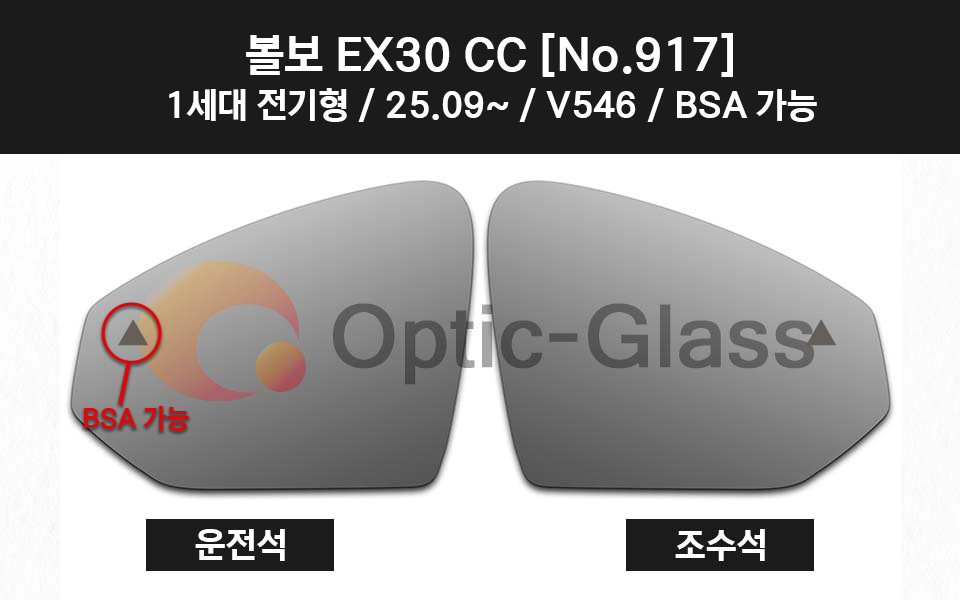 볼보 EX30 CC [No.917]
1세대 전기형 / 25.09~ / V546 / BSA 가능
Optic-Glass
BSA 가능
운전석
조수석